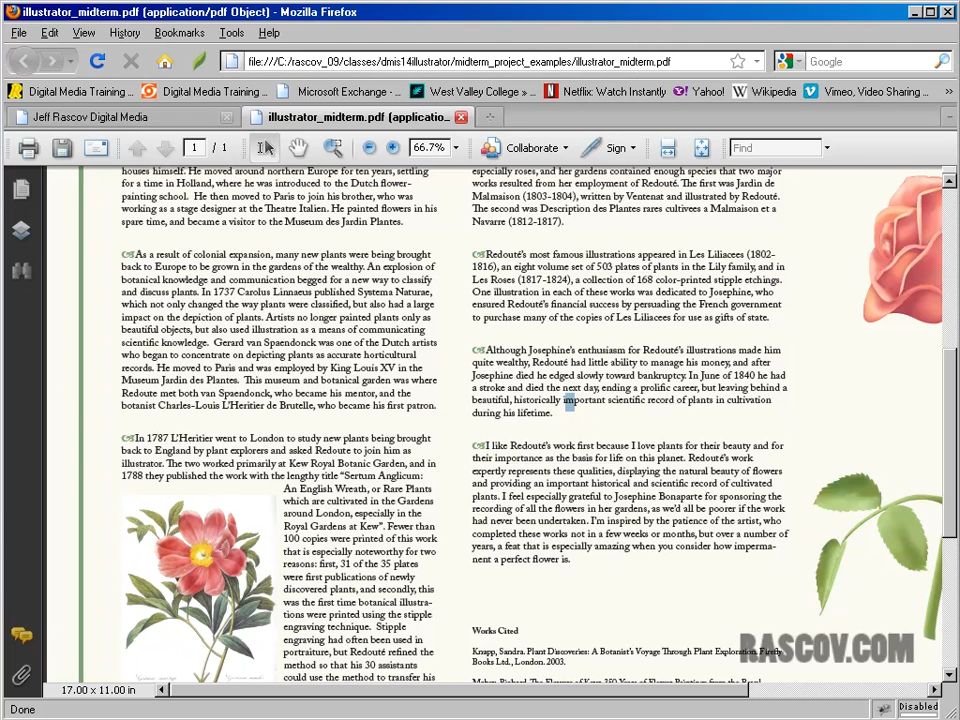 illustrator_midterm.pdf (application/pdf Object) - Mozilla Firefox
File Edit View History Bookmarks Tools Help
file:///C:/rascov_09/classes/dmis14illustrator/midterm_project_examples/illustrator_midterm.pdf
Google
Digital Media Training ... Digital Media Training ... Microsoft Exchange - ... West Valley College » ... Netflix: Watch Instantly Yahoo! Wikipedia Vimeo, Video Sharing ...
Jeff Rascov Digital Media
illustrator_midterm.pdf (applicatio...
1 / 1 66.7% Collaborate Sign Find
houses himself. He moved around northern Europe for ten years, settling
for a time in Holland, where he was introduced to the Dutch flower-
painting school. He then moved to Paris to join his brother, who was
working as a stage designer at the Theatre Italien. He painted flowers in his
spare time, and became a visitor to the Museum des Jardin Plantes.
As a result of colonial expansion, many new plants were being brought
back to Europe to be grown in the gardens of the wealthy. An explosion of
botanical knowledge and communication begged for a new way to classify
and discuss plants. In 1737 Carolus Linnaeus published Systema Naturae,
which not only changed the way plants were classified, but also had a large
impact on the depiction of plants. Artists no longer painted plants only as
beautiful objects, but also used illustration as a means of communicating
scientific knowledge. Gerard van Spaendonck was one of the Dutch artists
who began to concentrate on depicting plants as accurate horticultural
records. He moved to Paris and was employed by King Louis XV in the
Museum Jardin des Plantes. This museum and botanical garden was where
Redoute met both van Spaendonck, who became his mentor, and the
botanist Charles-Louis L'Heritier de Brutelle, who became his first patron.
In 1787 L'Heritier went to London to study new plants being brought
back to England by plant explorers and asked Redoute to join him as
illustrator. The two worked primarily at Kew Royal Botanic Garden, and in
1788 they published the work with the lengthy title "Sertum Anglicum:
An English Wreath, or Rare Plants
which are cultivated in the Gardens
around London, especially in the
Royal Gardens at Kew". Fewer than
100 copies were printed of this work
that is especially noteworthy for two
reasons: first, 31 of the 35 plates
were first publications of newly
discovered plants, and secondly, this
was the first time botanical illustra-
tions were printed using the stipple
engraving technique. Stipple
engraving had often been used in
portraiture, but Redouté refined the
method so that his 30 assistants
could use the method to transfer his
especially roses, and her gardens contained enough species that two major
works resulted from her employment of Redouté. The first was Jardin de
Malmaison (1803-1804), written by Ventenat and illustrated by Redouté.
The second was Description des Plantes rares cultivees a Malmaison et a
Navarre (1812-1817).
Redouté's most famous illustrations appeared in Les Liliacees (1802-
1816), an eight volume set of 503 plates of plants in the Lily family, and in
Les Roses (1817-1824), a collection of 168 color-printed stipple etchings.
One illustration in each of these works was dedicated to Josephine, who
ensured Redouté's financial success by persuading the French government
to purchase many of the copies of Les Liliacees for use as gifts of state.
Although Josephine's enthusiasm for Redouté's illustrations made him
quite wealthy, Redouté had little ability to manage his money, and after
Josephine died he edged slowly toward bankruptcy. In June of 1840 he had
a stroke and died the next day, ending a prolific career, but leaving behind a
beautiful, historically important scientific record of plants in cultivation
during his lifetime.
I like Redouté's work first because I love plants for their beauty and for
their importance as the basis for life on this planet. Redouté's work
expertly represents these qualities, displaying the natural beauty of flowers
and providing an important historical and scientific record of cultivated
plants. I feel especially grateful to Josephine Bonaparte for sponsoring the
recording of all the flowers in her gardens, as we'd all be poorer if the work
had never been undertaken. I'm inspired by the patience of the artist, who
completed these works not in a few weeks or months, but over a number of
years, a feat that is especially amazing when you consider how imperma-
nent a perfect flower is.
Works Cited
Knapp, Sandra. Plant Discoveries: A Botanist's Voyage Through Plant Exploration. Firefly
Books Ltd., London. 2003.
RASCOV.COM
17.00 x 11.00 in
Done
Disabled